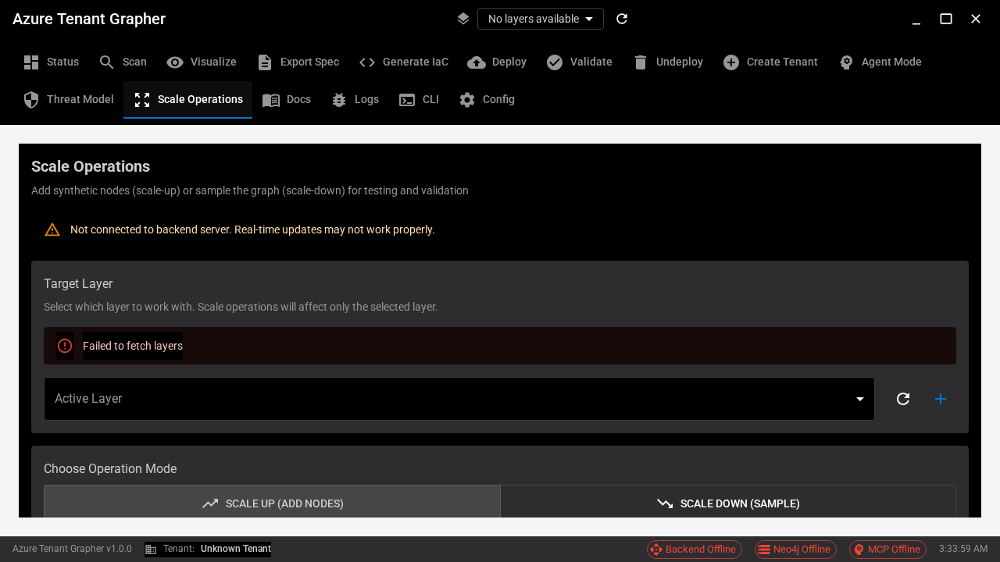 Azure Tenant Grapher
No layers available
Status
Scan
Visualize
Export Spec
Generate IaC
Deploy
Validate
Undeploy
Create Tenant
Agent Mode
Threat Model
Scale Operations
Docs
Logs
CLI
Config
Scale Operations
Add synthetic nodes (scale-up) or sample the graph (scale-down) for testing and validation
Not connected to backend server. Real-time updates may not work properly.
Target Layer
Select which layer to work with. Scale operations will affect only the selected layer.
Failed to fetch layers
Active Layer
Choose Operation Mode
SCALE UP (ADD NODES)
SCALE DOWN (SAMPLE)
Azure Tenant Grapher v1.0.0
Tenant: Unknown Tenant
Backend Offline
Neo4j Offline
MCP Offline
3:33:59 AM